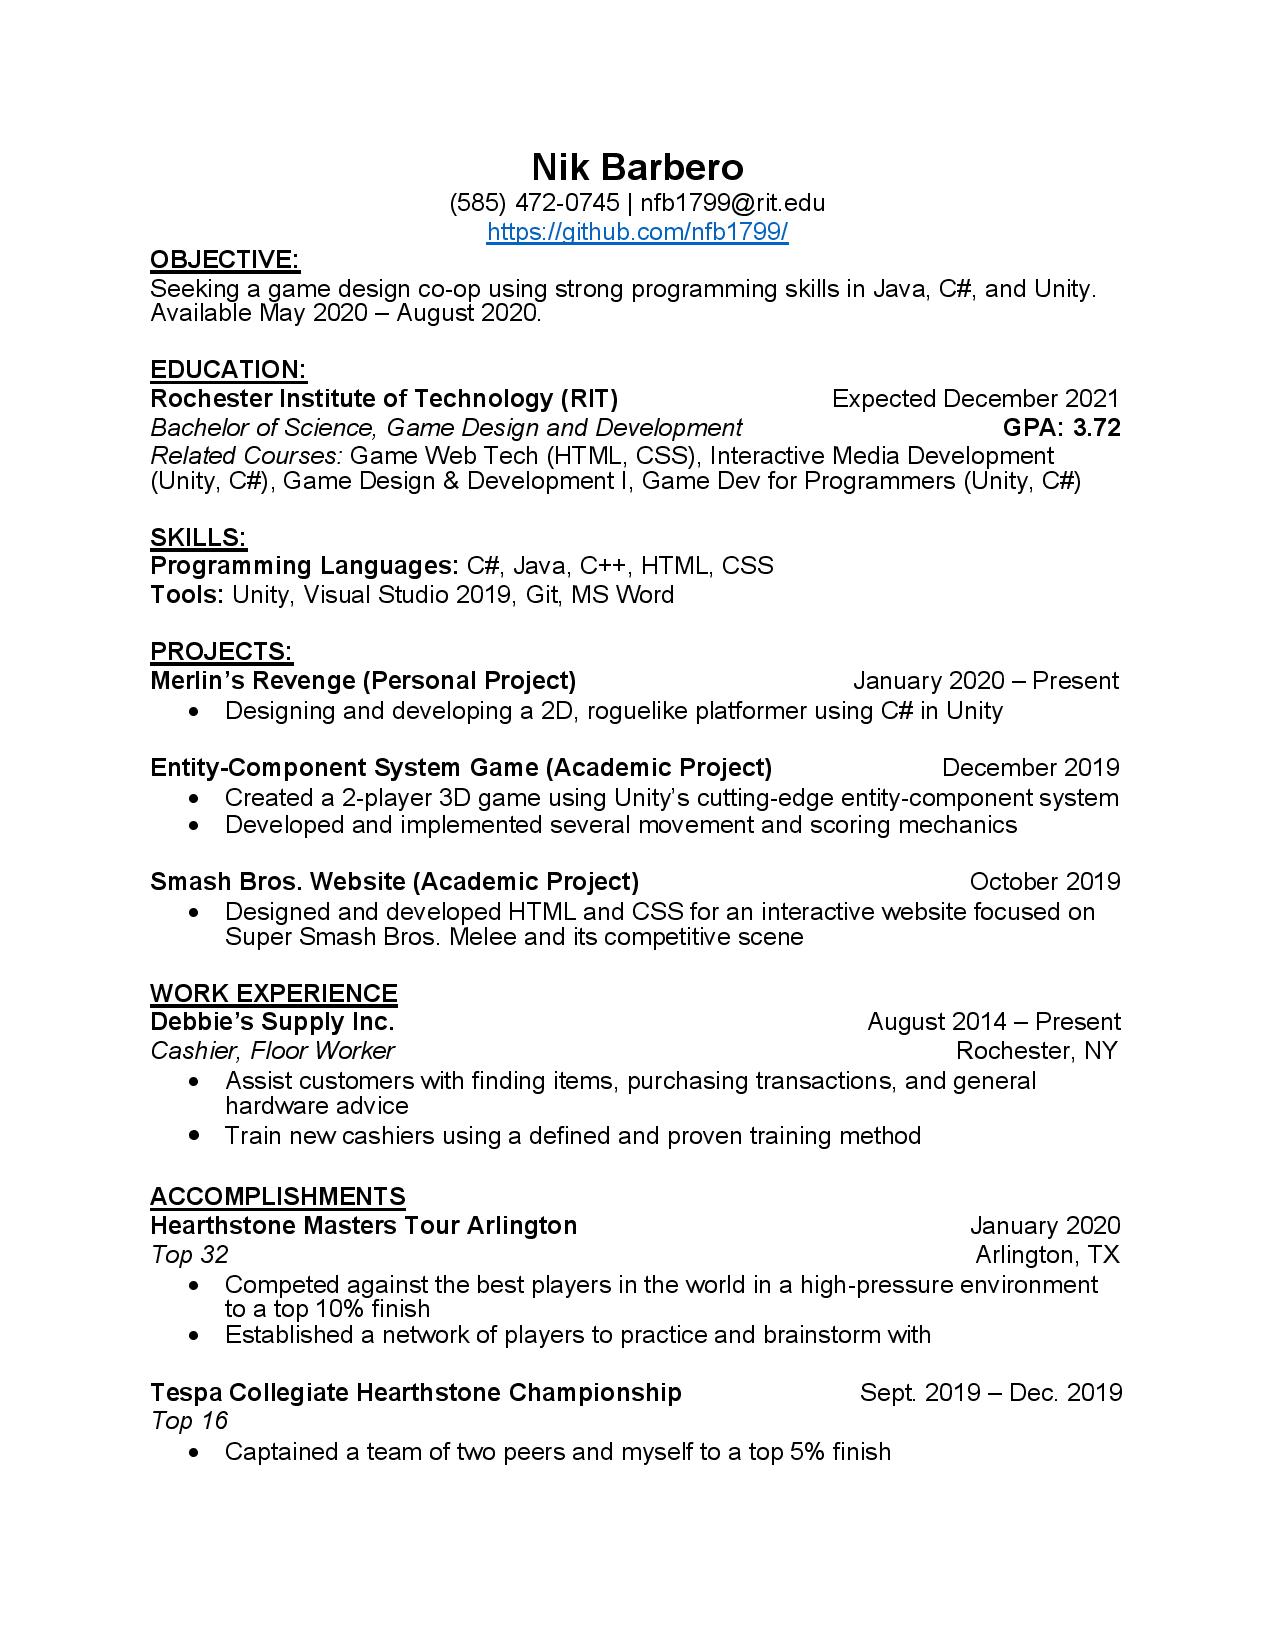 Nik Barbero
(585) 472-0745 | nfb1799@rit.edu
https://github.com/nfb1799/
OBJECTIVE:
Seeking a game design co-op using strong programming skills in Java, C#, and Unity.
Available May 2020 – August 2020.
EDUCATION:
Rochester Institute of Technology (RIT) Expected December 2021
Bachelor of Science, Game Design and Development GPA: 3.72
Related Courses: Game Web Tech (HTML, CSS), Interactive Media Development
(Unity, C#), Game Design & Development I, Game Dev for Programmers (Unity, C#)
SKILLS:
Programming Languages: C#, Java, C++, HTML, CSS
Tools: Unity, Visual Studio 2019, Git, MS Word
PROJECTS:
Merlin’s Revenge (Personal Project) January 2020 – Present
• Designing and developing a 2D, roguelike platformer using C# in Unity
Entity-Component System Game (Academic Project) December 2019
• Created a 2-player 3D game using Unity’s cutting-edge entity-component system
• Developed and implemented several movement and scoring mechanics
Smash Bros. Website (Academic Project) October 2019
• Designed and developed HTML and CSS for an interactive website focused on
Super Smash Bros. Melee and its competitive scene
WORK EXPERIENCE
Debbie’s Supply Inc. August 2014 – Present
Cashier, Floor Worker Rochester, NY
• Assist customers with finding items, purchasing transactions, and general
hardware advice
• Train new cashiers using a defined and proven training method
ACCOMPLISHMENTS
Hearthstone Masters Tour Arlington January 2020
Top 32 Arlington, TX
• Competed against the best players in the world in a high-pressure environment
to a top 10% finish
• Established a network of players to practice and brainstorm with
Tespa Collegiate Hearthstone Championship Sept. 2019 – Dec. 2019
Top 16
• Captained a team of two peers and myself to a top 5% finish